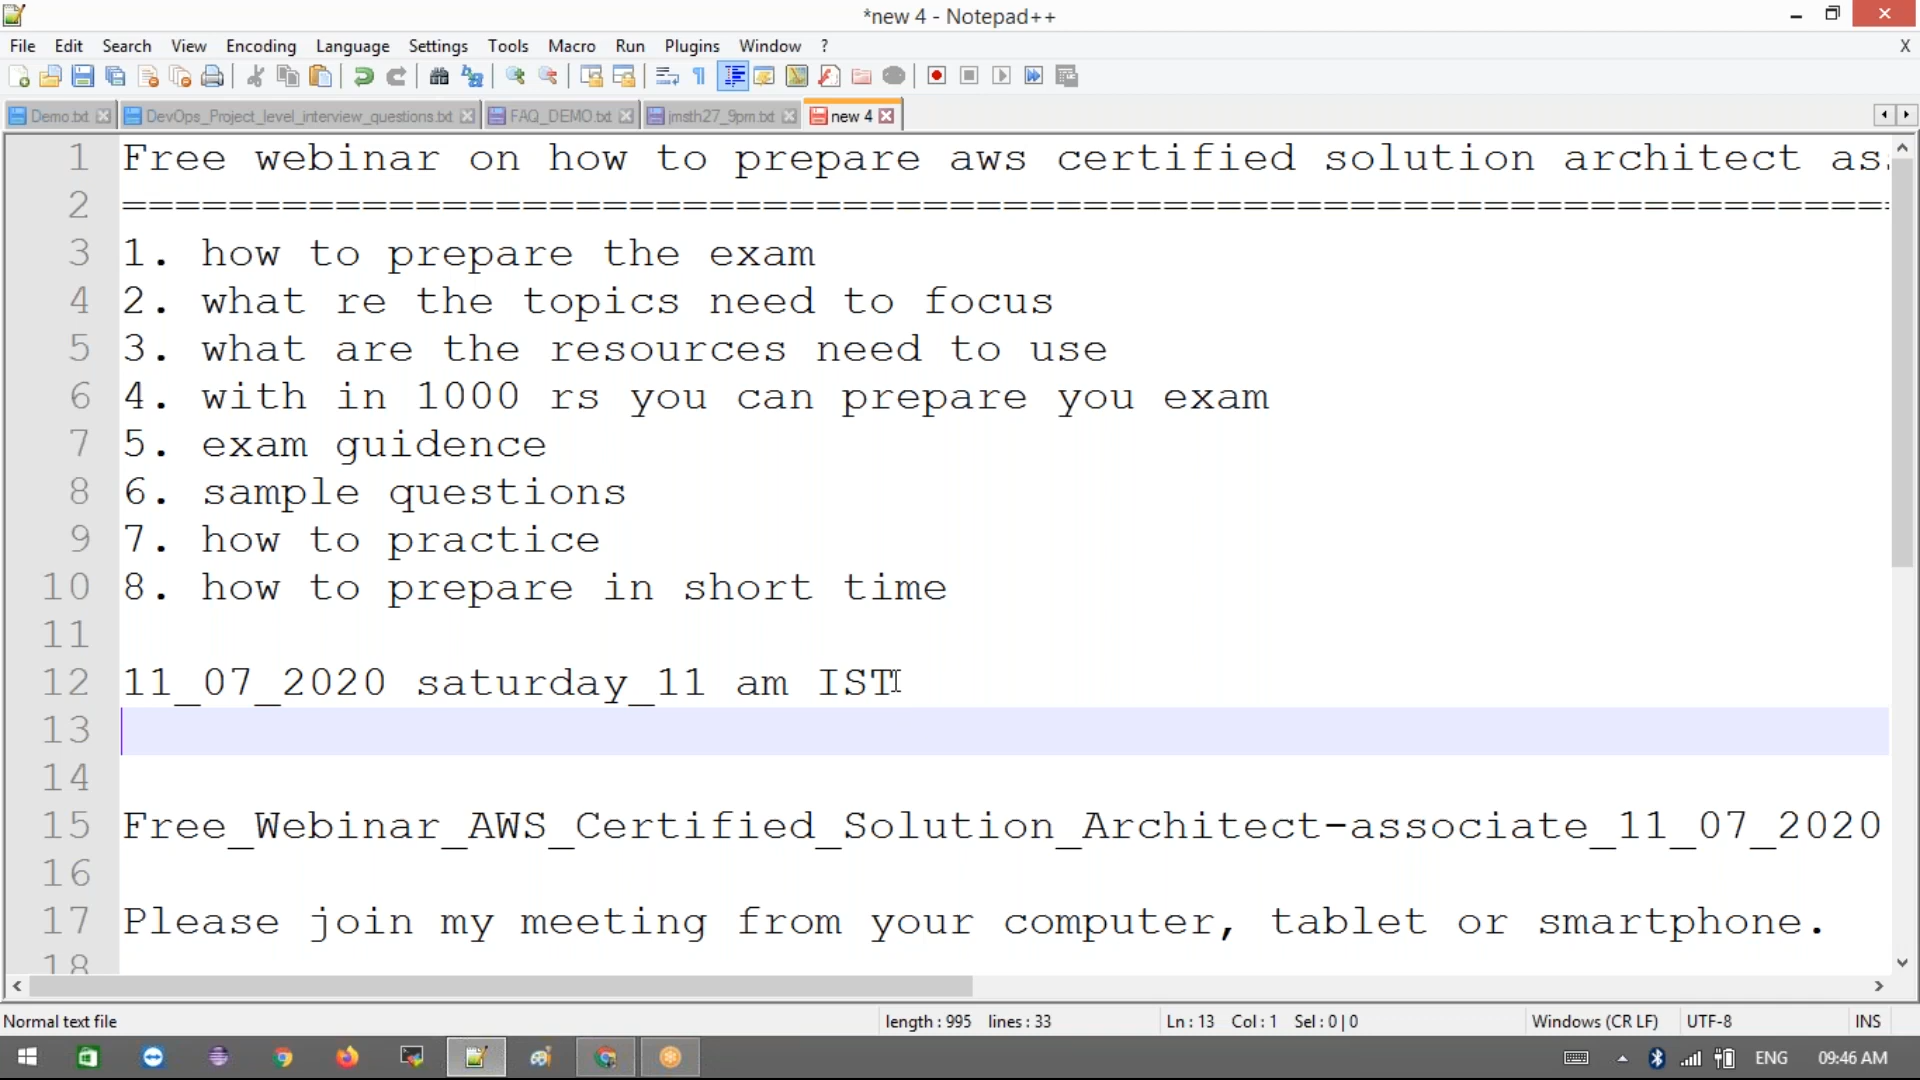 *new 4 - Notepad++
File Edit Search View Encoding Language Settings Tools Macro Run Plugins Window ? X
Demo.txt DevOps_Project_level_interview_questions.txt FAQ_DEMO.txt jmsth27_9pm.txt new 4
1 Free webinar on how to prepare aws certified solution architect as
2 ==================================================================
3 1. how to prepare the exam
4 2. what re the topics need to focus
5 3. what are the resources need to use
6 4. with in 1000 rs you can prepare you exam
7 5. exam guidence
8 6. sample questions
9 7. how to practice
10 8. how to prepare in short time
11
12 11_07_2020 saturday_11 am IST
13
14
15 Free_Webinar_AWS_Certified_Solution_Architect-associate_11_07_2020
16
17 Please join my meeting from your computer, tablet or smartphone.
18
Normal text file length : 995 lines : 33 Ln : 13 Col : 1 Sel : 0 | 0 Windows (CR LF) UTF-8 INS
ENG 09:46 AM